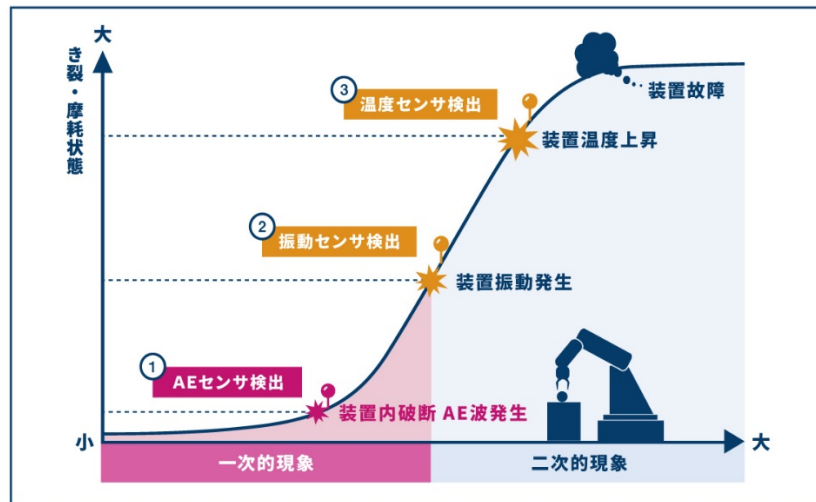 大
き裂・摩耗状態
③ 温度センサ検出
装置故障
装置温度上昇
② 振動センサ検出
装置振動発生
① AEセンサ検出
装置内破断 AE波発生
小
大
一次的現象
二次的現象